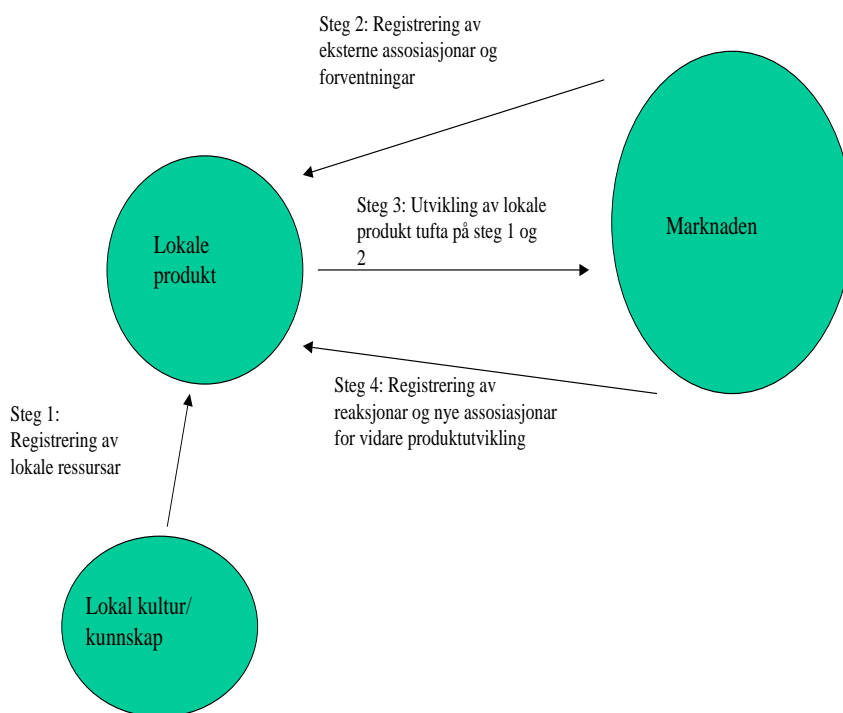 Steg 2: Registrering av
eksterne assosiasjonar og
forventningar
Steg 3: Utvikling av lokale
produkt tufta på steg 1 og
2
Lokale
produkt
Marknaden
Steg 4: Registrering av
reaksjonar og nye assosiasjonar
for vidare produktutvikling
Steg 1:
Registrering av
lokale ressursar
Lokal kultur/
kunnskap